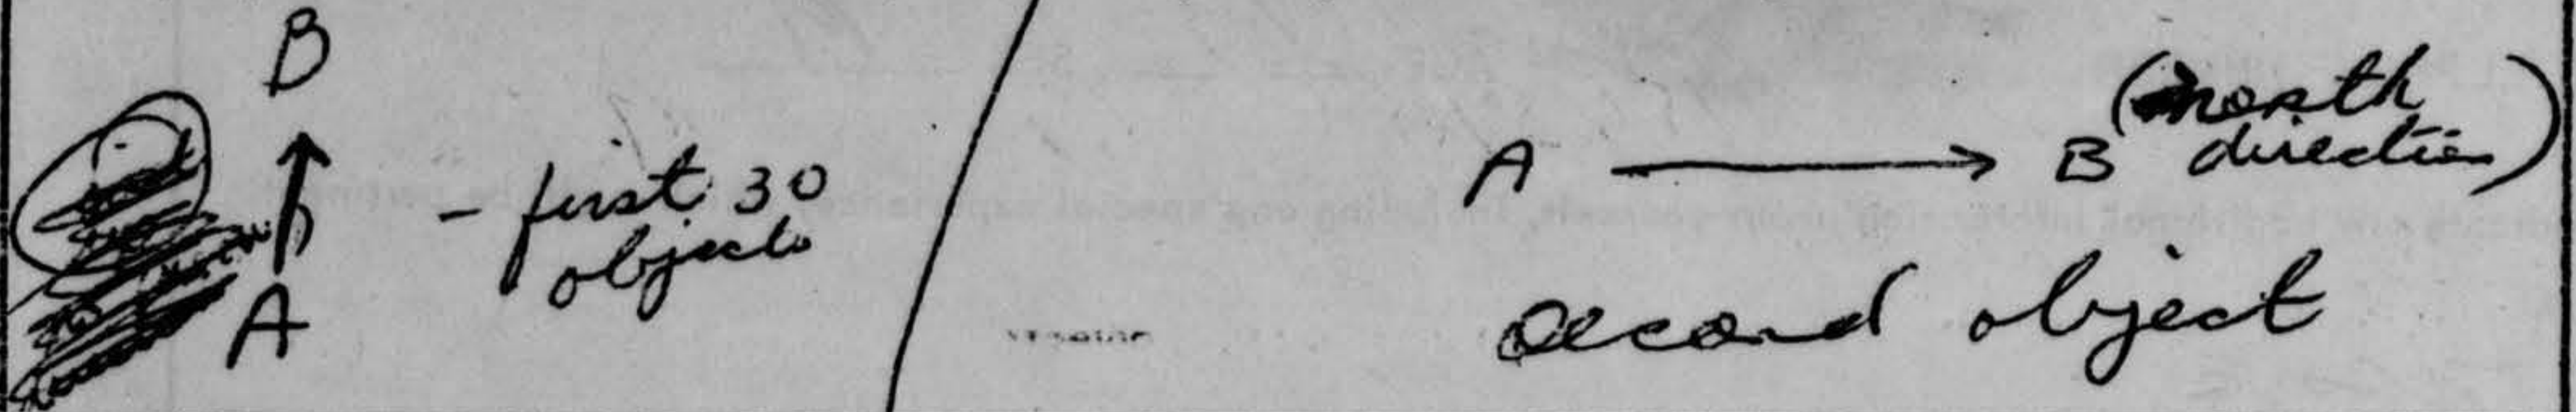 B
A
- first 30
objects
A → B (north
direction)
second object